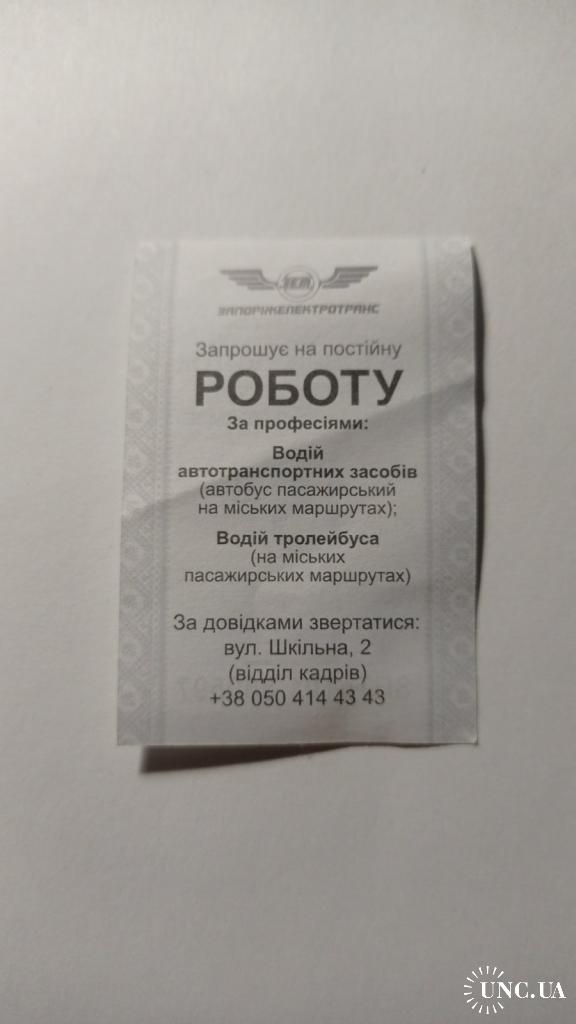 ЗЕТ
ЗАПОРІЖЕЛЕКТРОТРАНС
Запрошує на постійну
РОБОТУ
За професіями:
Водій
автотранспортних засобів
(автобус пасажирський
на міських маршрутах);
Водій тролейбуса
(на міських
пасажирських маршрутах)
За довідками звертатися:
вул. Шкільна, 2
(відділ кадрів)
+38 050 414 43 43
UNC.UA